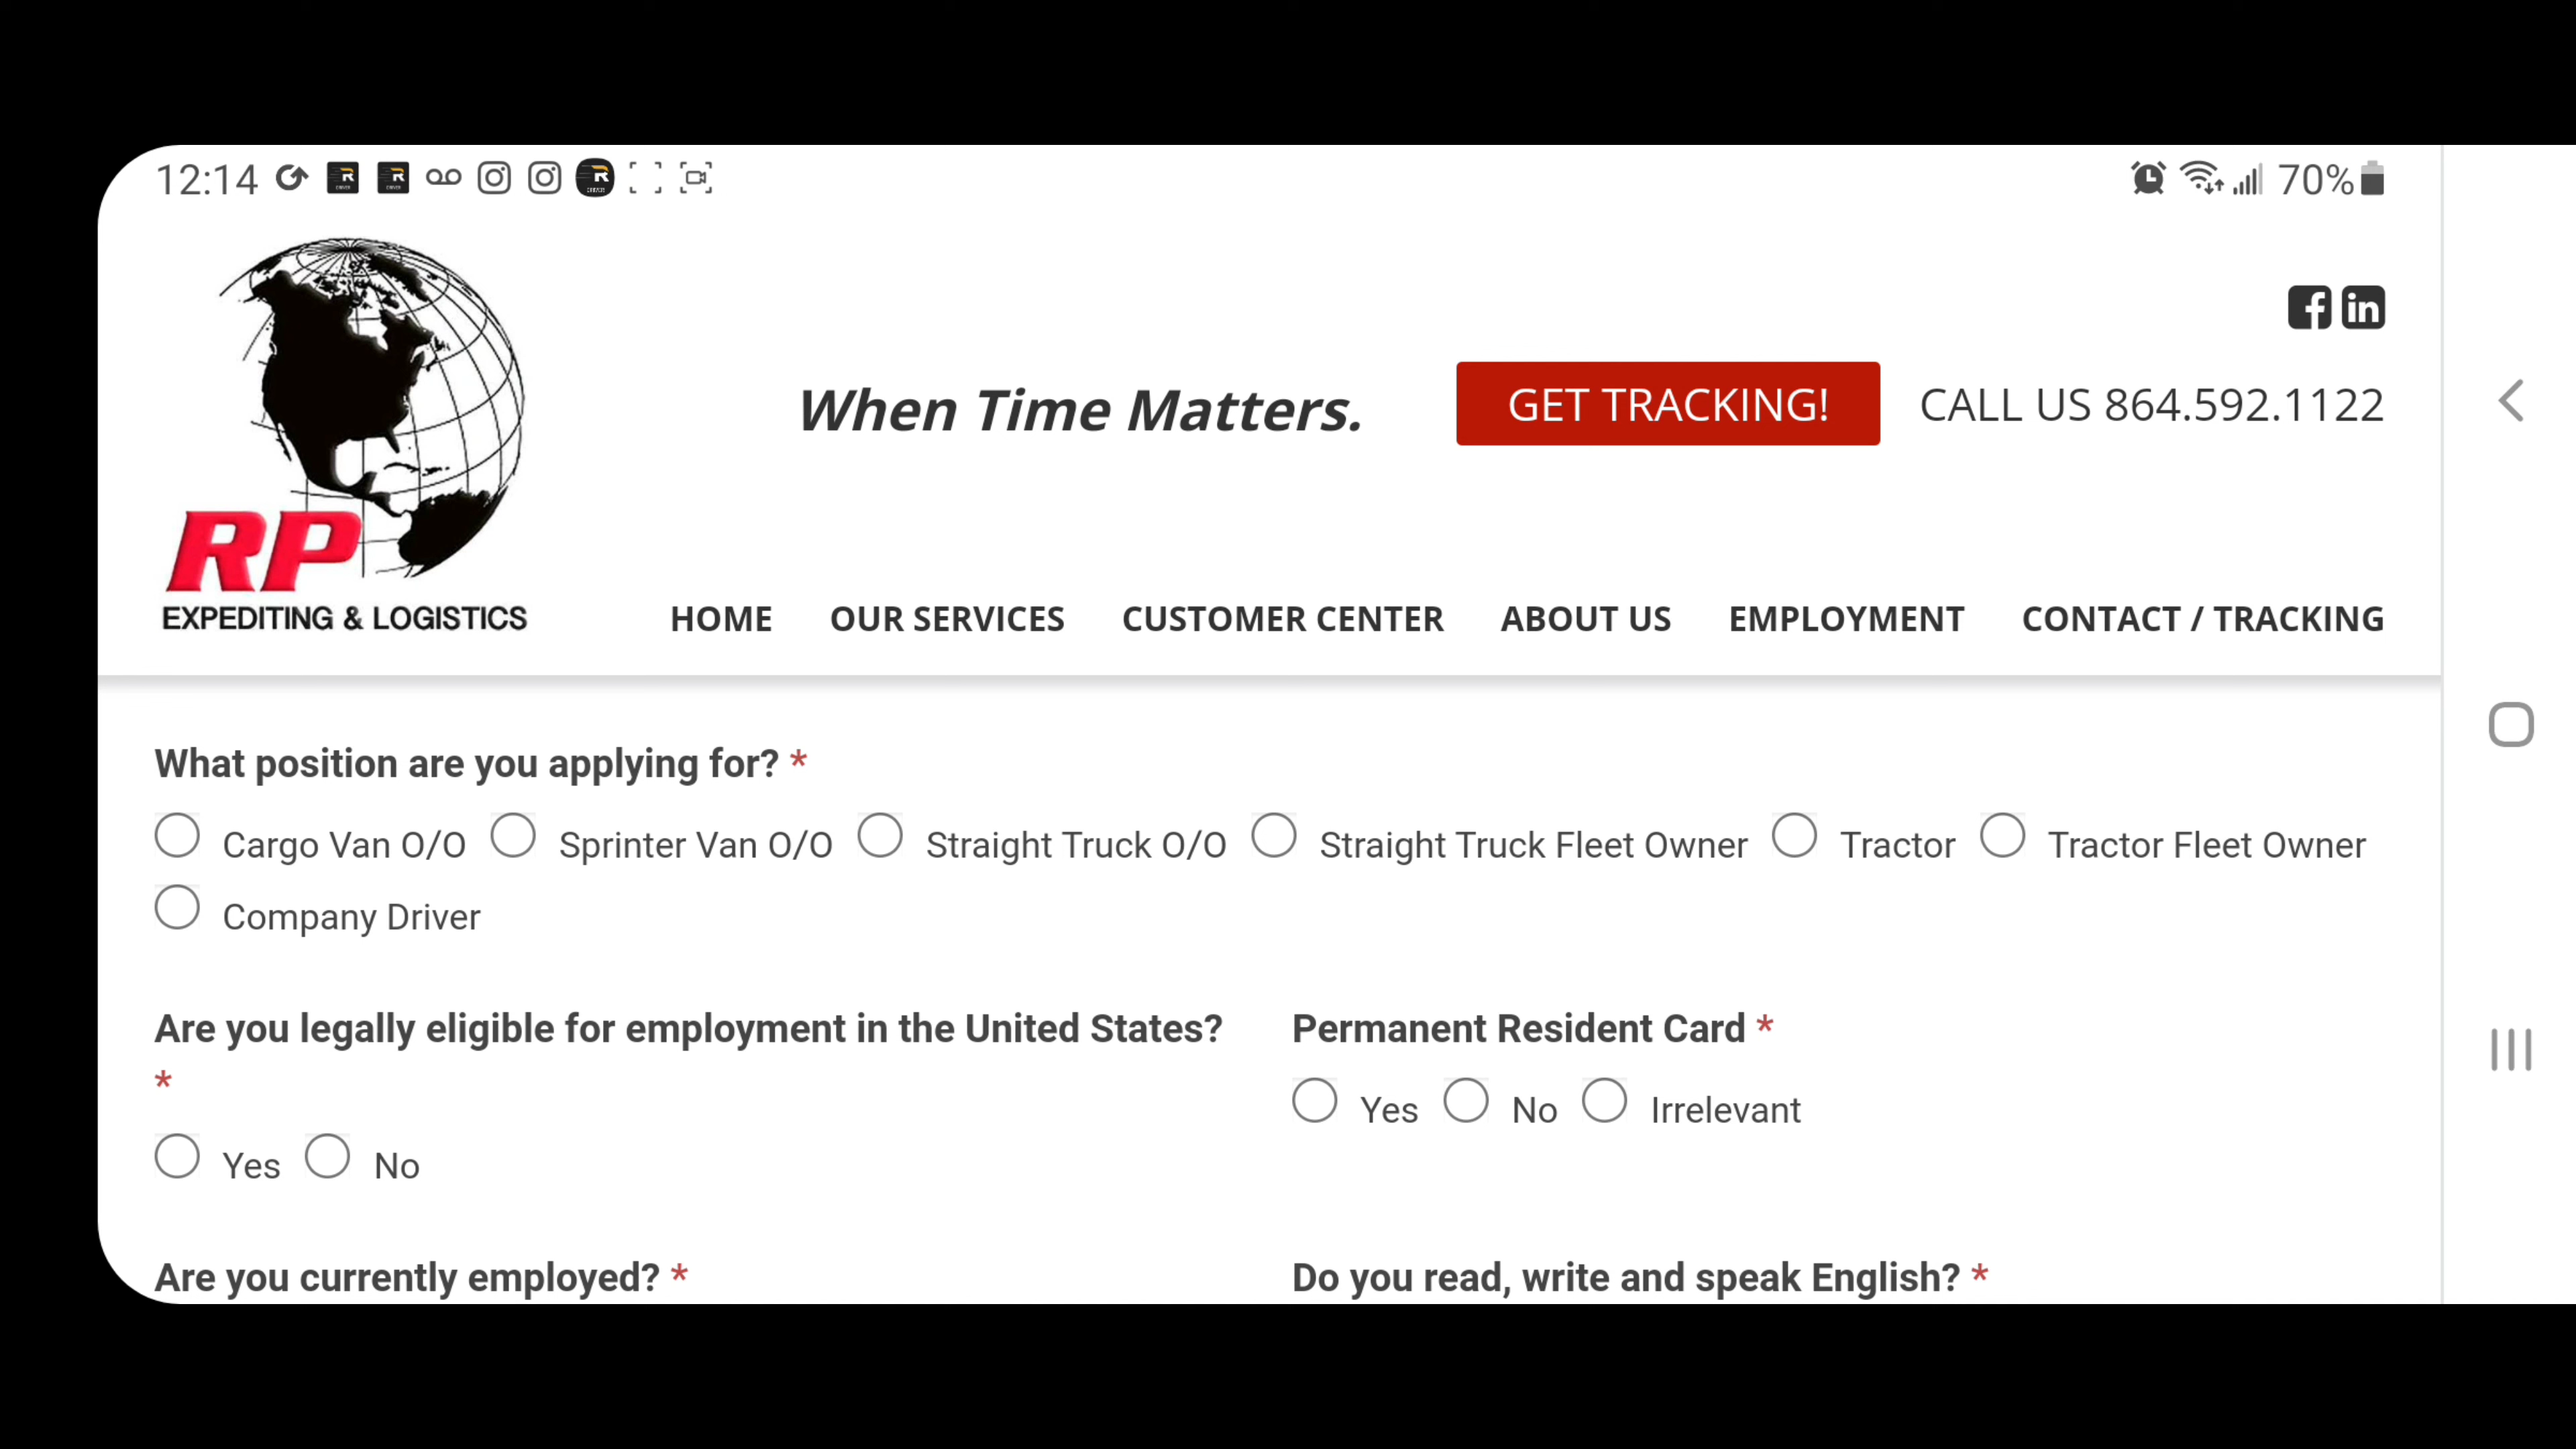 12:14
70%
When Time Matters.
GET TRACKING!
CALL US 864.592.1122
RP
EXPEDITING & LOGISTICS
HOME OUR SERVICES CUSTOMER CENTER ABOUT US EMPLOYMENT CONTACT / TRACKING
What position are you applying for? *
Cargo Van O/O Sprinter Van O/O Straight Truck O/O Straight Truck Fleet Owner Tractor Tractor Fleet Owner
Company Driver
Are you legally eligible for employment in the United States?
*
Yes No
Permanent Resident Card *
Yes No Irrelevant
Are you currently employed? *
Do you read, write and speak English? *